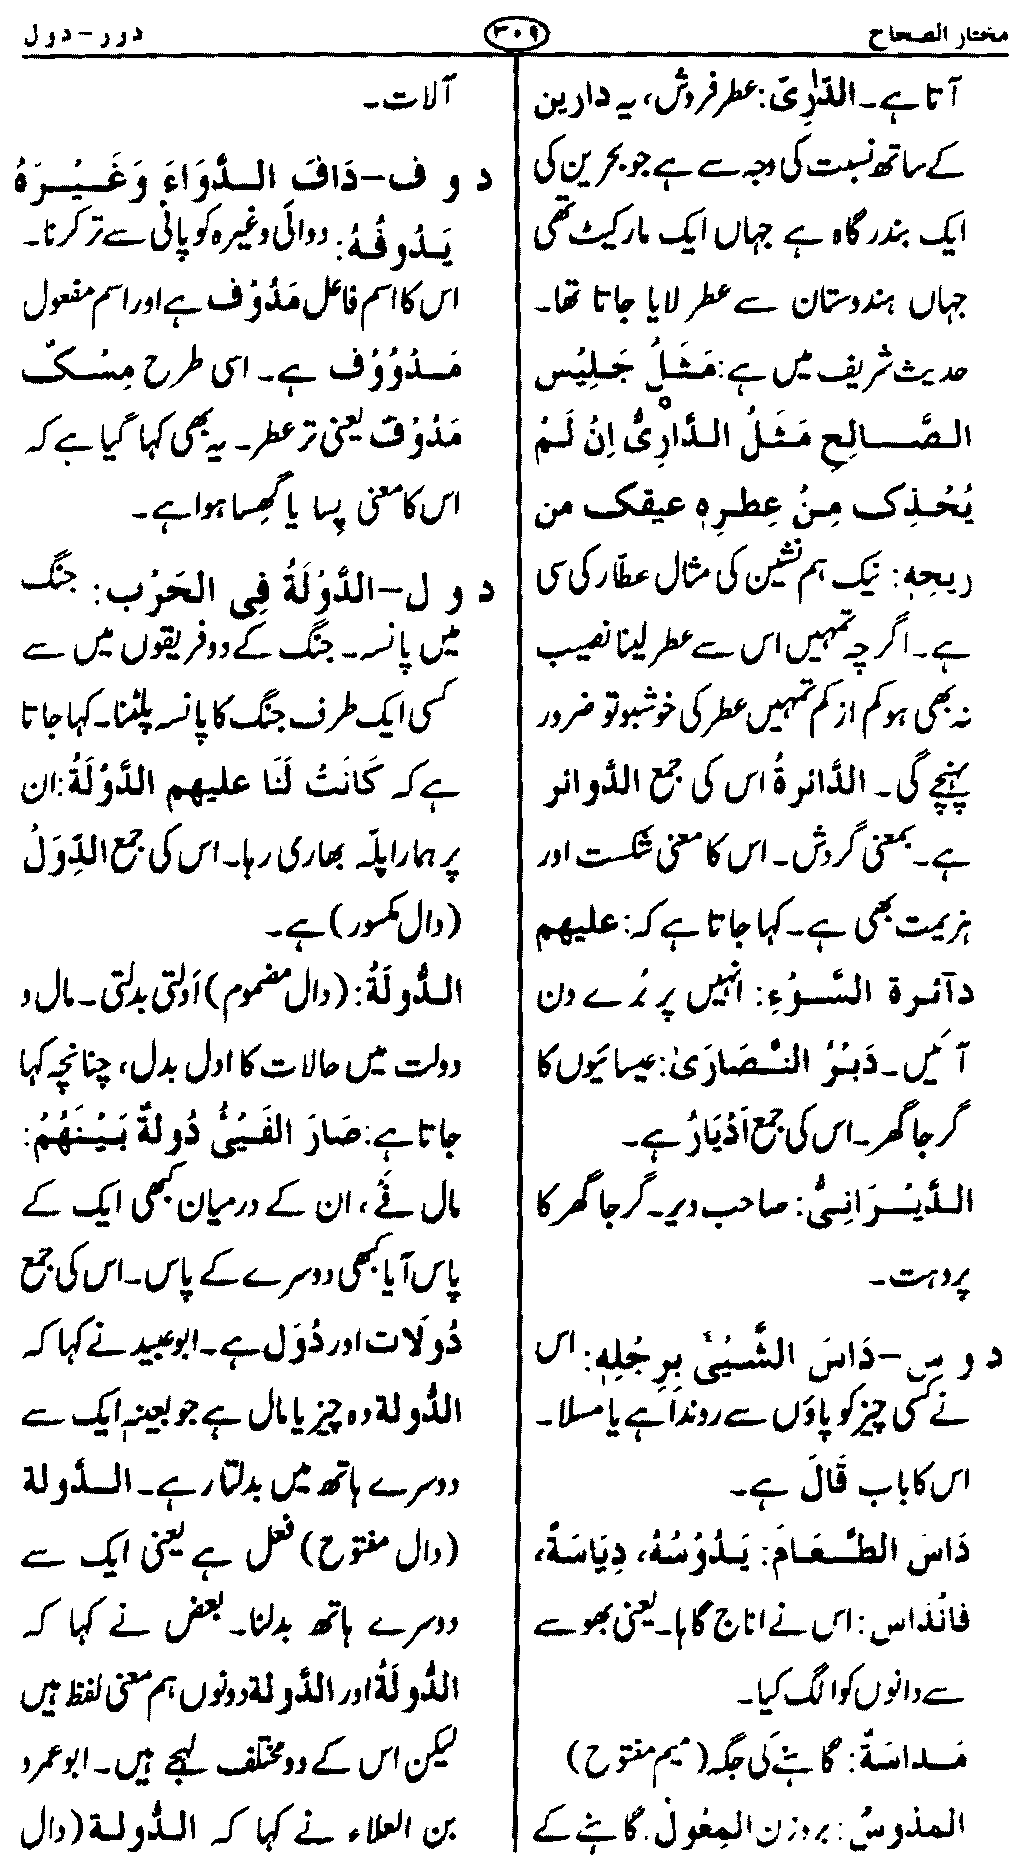 مختار الصحاح
۳۰۹
دور-دول
آتا ہے۔ الدَّارِیّ: عطر فروش، یہ دارین
کے ساتھ نسبت کی وجہ سے ہے جو بحرین کی
ایک بندرگاہ ہے جہاں ایک مارکیٹ تھی
جہاں ہندوستان سے عطر لایا جاتا تھا۔
حدیث شریف میں ہے: مَثَلُ جَلِیْسِ
الصَّالِحِ مَثَلُ الدَّارِیُّ اِنْ لَمْ
یُحْذِکَ مِنْ عِطْرِہٖ عیقک من
ریحِہٖ: نیک ہم نشین کی مثال عطّار کی سی
ہے۔ اگرچہ تمہیں اس سے عطر لینا نصیب
نہ بھی ہو کم از کم تمہیں عطر کی خوشبو تو ضرور
پہنچے گی۔ الدَّائرۃُ اس کی جمع الدَّوائر
ہے۔ بمعنی گردش۔ اس کا معنی شکست اور
ہزیمت بھی ہے۔ کہا جاتا ہے کہ: علیھم
دآئرۃ السَّوْءِ: انہیں پر بُرے دن
آئیں۔ دَیْرُ النَّصَارَیٰ: عیسائیوں کا
گرجا گھر۔ اس کی جمع اَدْیَارُ ہے۔
الدَّیْرَانِیُّ: صاحب دیر۔ گرجا گھر کا
پروہت۔
د و س-دَاسَ الشَّیْئَ بِرِجْلِہٖ: اس
نے کسی چیز کو پاؤں سے روندا ہے یا مسلا۔
اس کا باب قَالَ ہے۔
دَاسَ الطَّعَامَ: یَدُوْسُہٗ، دِیَاسَۃً،
فانْدَاس: اس نے اناج گاہا۔ یعنی بھوسے
سے دانوں کو الگ کیا۔
مَدَاسَۃٌ: گاہنے کی جگہ (میم مفتوح)
المِدْوسُ: بروزن المِعْوَل۔ گاہنے کے
آلات۔
د و ف-دَافَ الدَّوَاءَ وَغَیْرَہٗ
یَدُوفُہٗ: دوائی وغیرہ کو پانی سے تر کرنا۔
اس کا اسم فاعل مَدُوْف ہے اور اسم مفعول
مَدْوُوْف ہے۔ اسی طرح مِسْکٌ
مَدُوْفٌ یعنی تر عطر۔ یہ بھی کہا گیا ہے کہ
اس کا معنی پِسا یا گھِسا ہوا ہے۔
د و ل-الدَّوْلَۃُ فِی الحَرْبِ: جنگ
میں پانسہ۔ جنگ کے دو فریقوں میں سے
کسی ایک طرف جنگ کا پانسہ پلٹنا۔ کہا جاتا
ہے کہ کَانَتْ لَنَا علیھم الدَّوْلَۃُ: ان
پر ہمارا پلّہ بھاری رہا۔ اس کی جمع الدِّوَلُ
(دال مکسور) ہے۔
الدُّولَۃُ: (دال مضموم) اَدلتی بدلتی۔ مال و
دولت میں حالات کا ادل بدل، چنانچہ کہا
جاتا ہے: صَارَ الفَیْئُ دُولۃً بَیْنَھُمْ:
مال فَے، ان کے درمیان کبھی ایک کے
پاس آیا کبھی دوسرے کے پاس۔ اس کی جمع
دُولَات اور دُوَل ہے۔ ابو عبید نے کہا کہ
الدُّولۃ وہ چیز یا مال ہے جو بعینہٖ ایک سے
دوسرے ہاتھ میں بدلتا رہے۔ الدَّولۃ
(دال مفتوح) فعل ہے یعنی ایک سے
دوسرے ہاتھ بدلنا۔ بعض نے کہا کہ
الدُّولَۃُ اور الدَّولۃ دونوں ہم معنی لفظ ہیں
لیکن اس کے دو مختلف لہجے ہیں۔ ابو عمرو
بن العلاء نے کہا کہ الدُّولۃ (دال